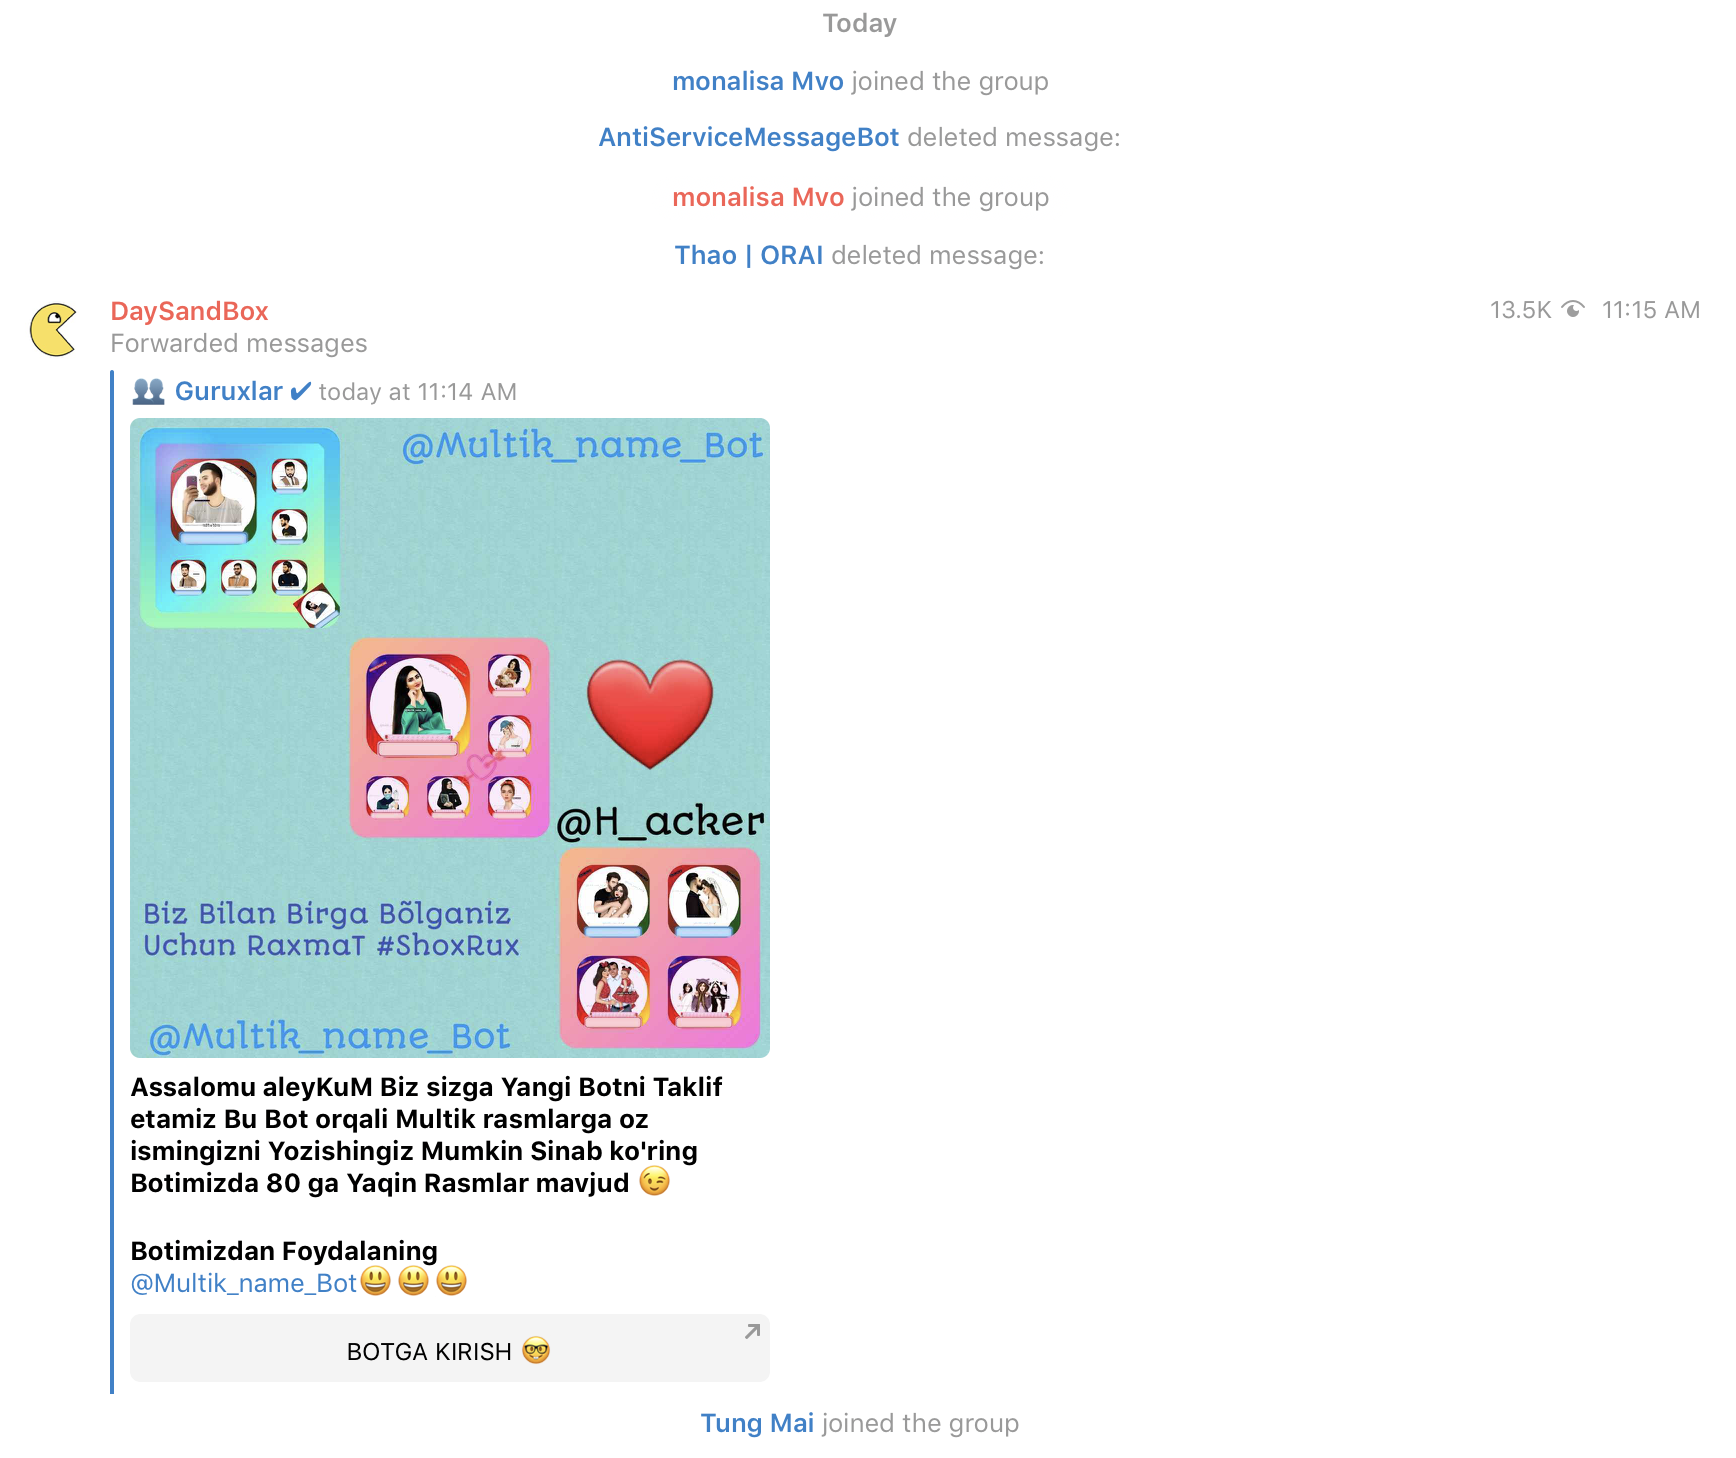 Today
monalisa Mvo joined the group
AntiServiceMessageBot deleted message:
monalisa Mvo joined the group
Thao | ORAI deleted message:
DaySandBox
13.5K 11:15 AM
Forwarded messages
👥 Guruxlar ✔ today at 11:14 AM
@Multik_name_Bot
@H_acker
Biz Bilan Birga Bõlganiz
Uchun RaxmaT #ShoxRux
@Multik_name_Bot
Assalomu aleyKuM Biz sizga Yangi Botni Taklif
etamiz Bu Bot orqali Multik rasmlarga oz
ismingizni Yozishingiz Mumkin Sinab ko'ring
Botimizda 80 ga Yaqin Rasmlar mavjud 😉
Botimizdan Foydalaning
@Multik_name_Bot😃😃😃
BOTGA KIRISH 🤓
Tung Mai joined the group